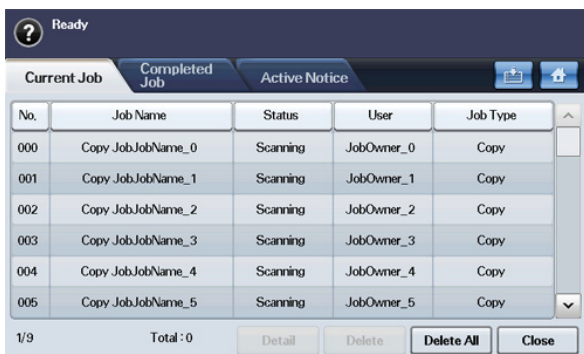 ?
Ready
Current Job
Completed
Job
Active Notice
No. Job Name Status User Job Type
000 Copy JobJobName_0 Scanning JobOwner_0 Copy
001 Copy JobJobName_1 Scanning JobOwner_1 Copy
002 Copy JobJobName_2 Scanning JobOwner_2 Copy
003 Copy JobJobName_3 Scanning JobOwner_3 Copy
004 Copy JobJobName_4 Scanning JobOwner_4 Copy
005 Copy JobJobName_5 Scanning JobOwner_5 Copy
1/9 Total : 0 Detail Delete Delete All Close